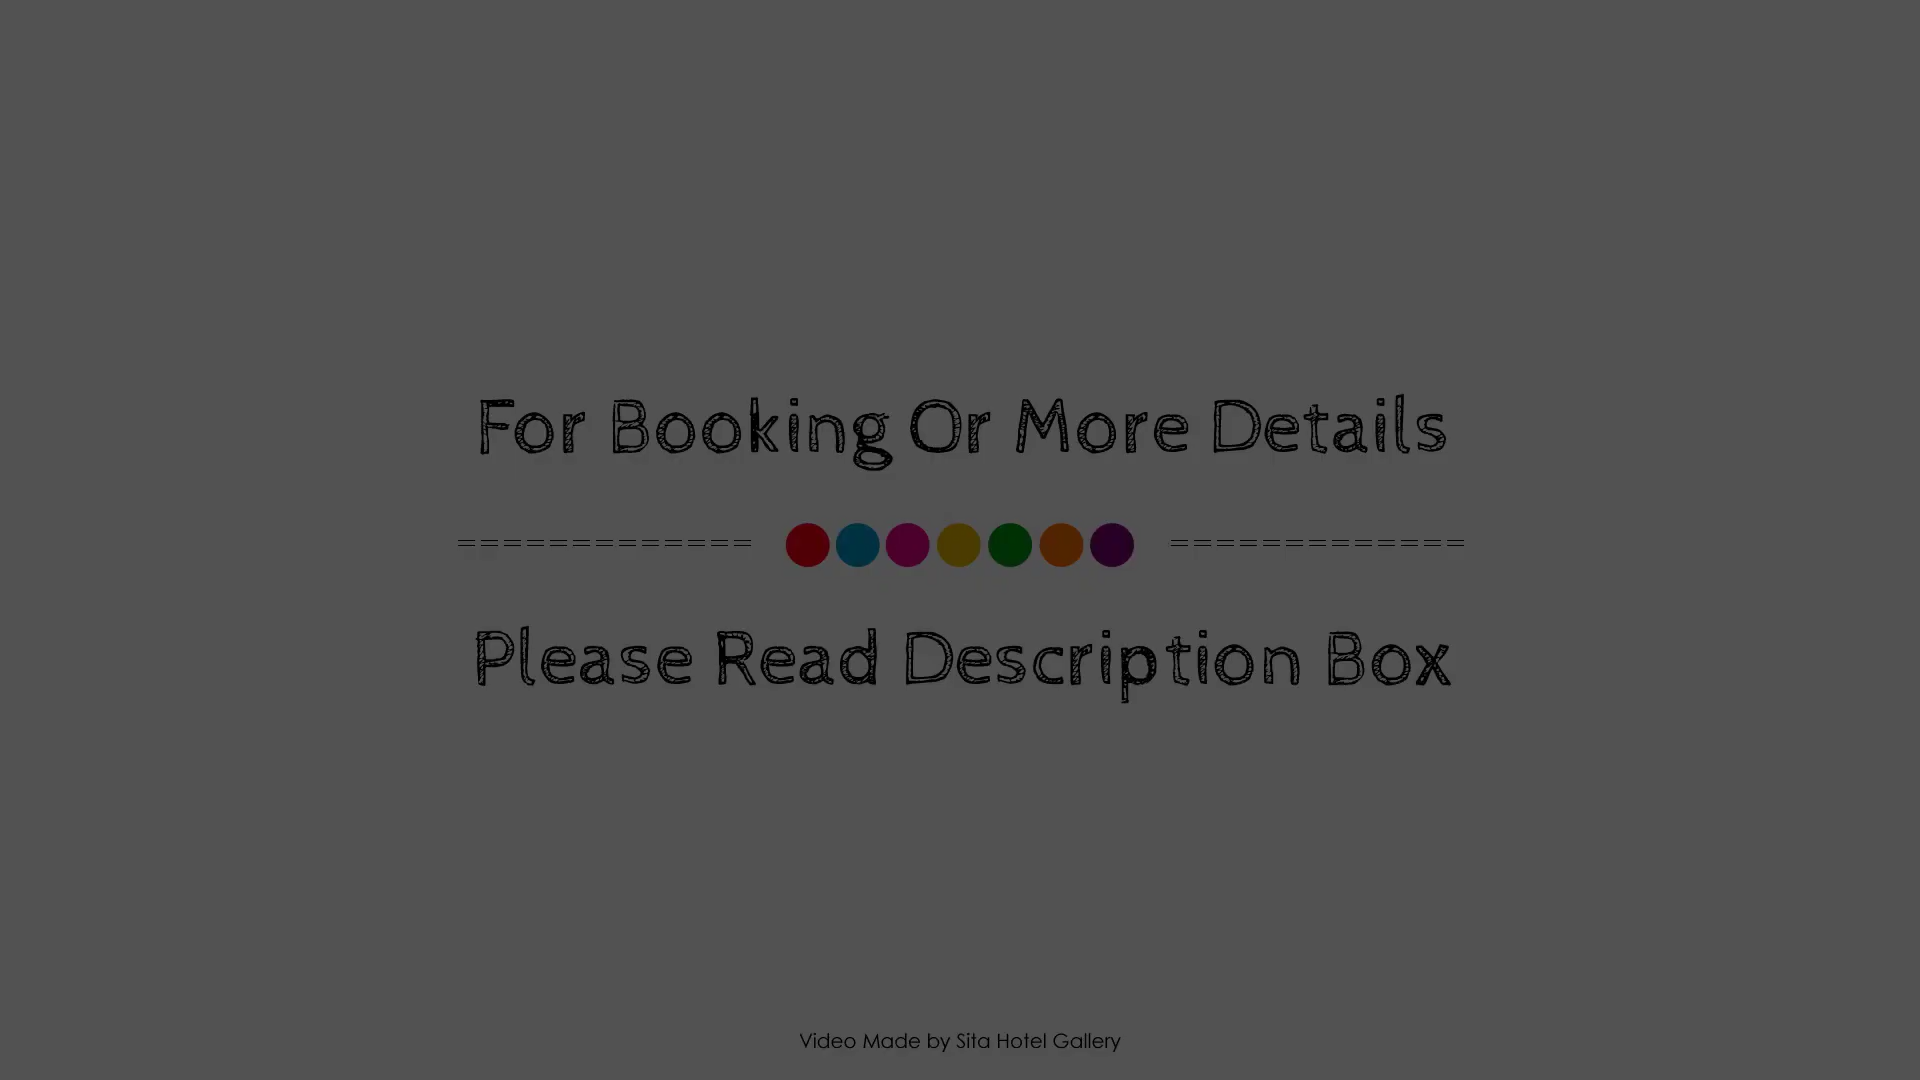 For Booking Or More Details
============= =============
Please Read Description Box
Video Made by Sita Hotel Gallery